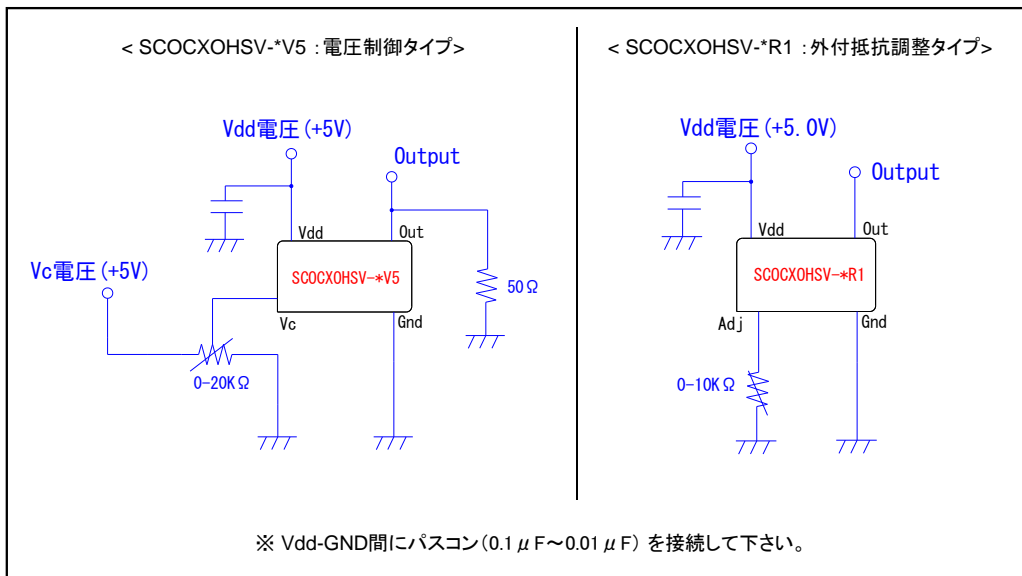 < SCOCXOHSV-*V5 :電圧制御タイプ>
Vdd電圧(+5V)
Output
Vdd
Out
SCOCXOHSV-*V5
Vc電圧(+5V)
Vc
Gnd
50Ω
0-20KΩ
< SCOCXOHSV-*R1 :外付抵抗調整タイプ>
Vdd電圧(+5.0V)
Output
Vdd
Out
SCOCXOHSV-*R1
Adj
Gnd
0-10KΩ
※ Vdd-GND間にパスコン(0.1μF~0.01μF) を接続して下さい。